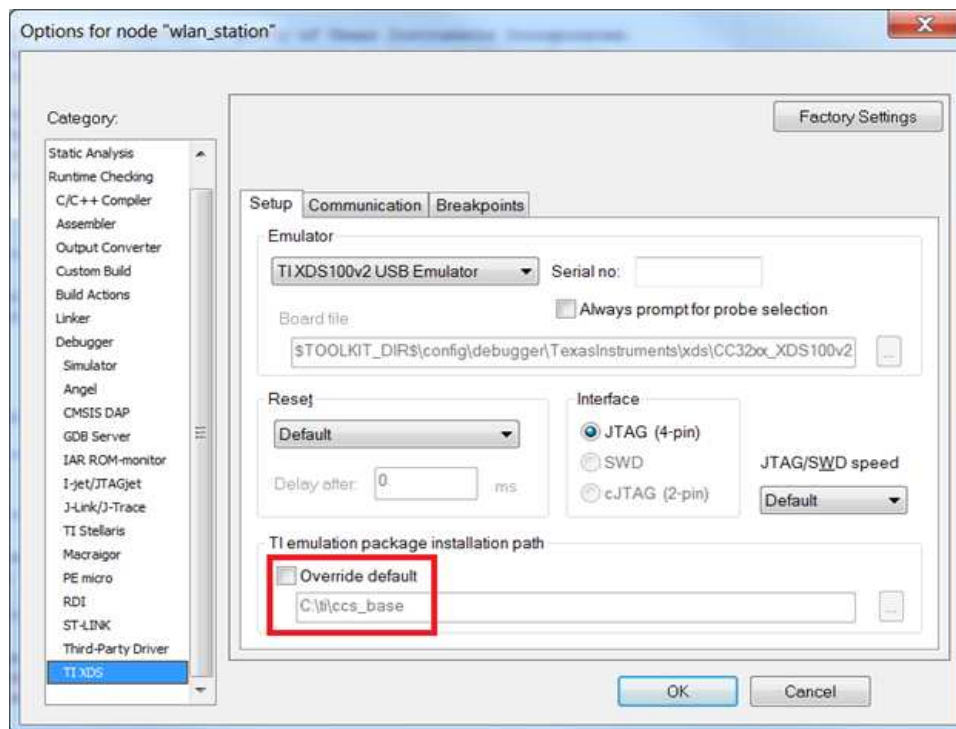 Options for node "wlan_station"
Category:
Factory Settings
Static Analysis
Runtime Checking
C/C++ Compiler
Assembler
Output Converter
Custom Build
Build Actions
Linker
Debugger
Simulator
Angel
CMSIS DAP
GDB Server
IAR ROM-monitor
I-jet/JTAGjet
J-Link/J-Trace
TI Stellaris
Macraigor
PE micro
RDI
ST-LINK
Third-Party Driver
TI XDS
Setup Communication Breakpoints
Emulator
TI XDS100v2 USB Emulator Serial no:
Always prompt for probe selection
Board file
$TOOLKIT_DIR$\config\debugger\TexasInstruments\xds\CC32xx_XDS100v2
...
Reset
Default
Delay after: 0 ms
Interface
JTAG (4-pin)
SWD
cJTAG (2-pin)
JTAG/SWD speed
Default
TI emulation package installation path
Override default
C:\ti\ccs_base
...
OK Cancel